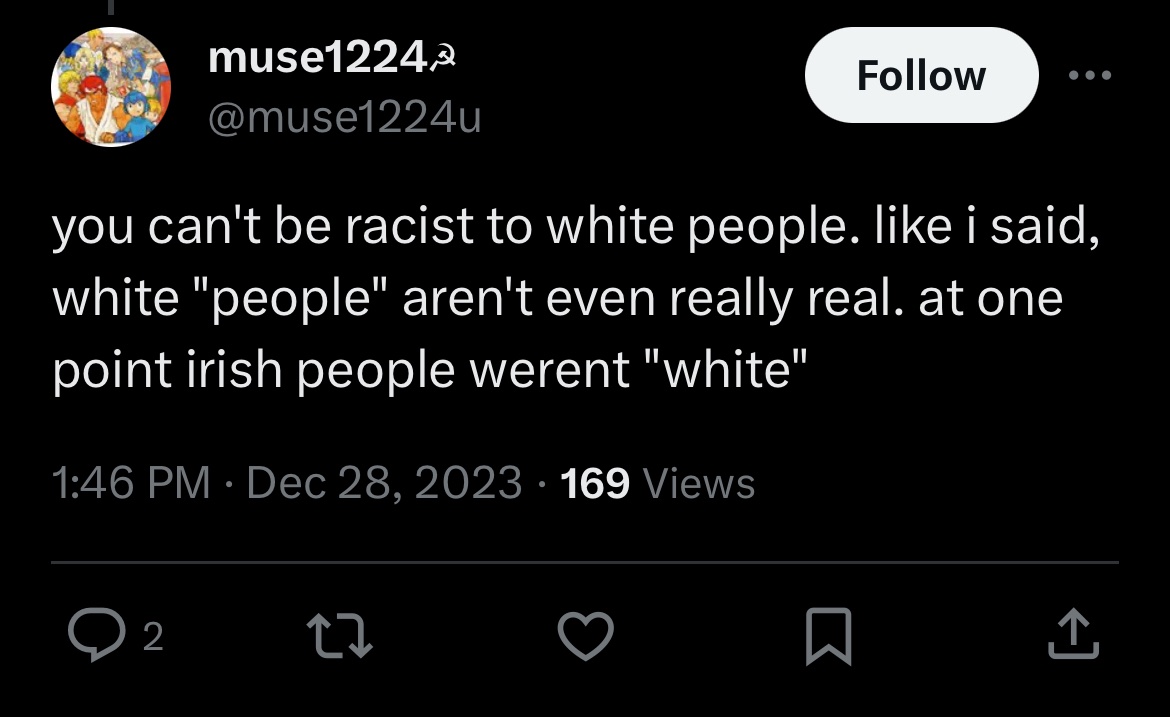 muse1224☭
Follow
@muse1224u
you can't be racist to white people. like i said,
white "people" aren't even really real. at one
point irish people werent "white"
1:46 PM · Dec 28, 2023 · 169 Views
2